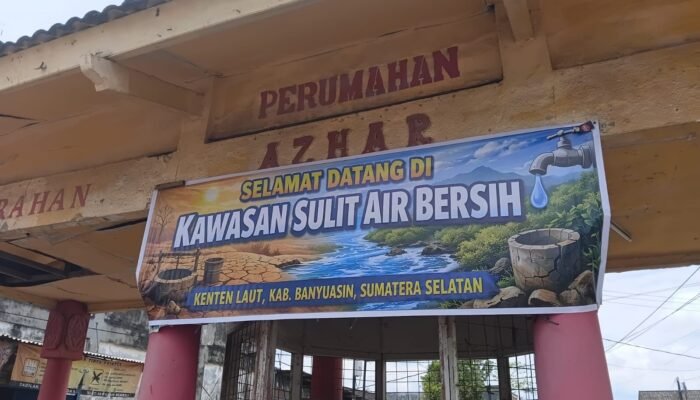 PERUMAHAN
AZHAR
RAHAN
SELAMAT DATANG DI
KAWASAN SULIT AIR BERSIH
KENTEN LAUT, KAB. BANYUASIN, SUMATERA SELATAN